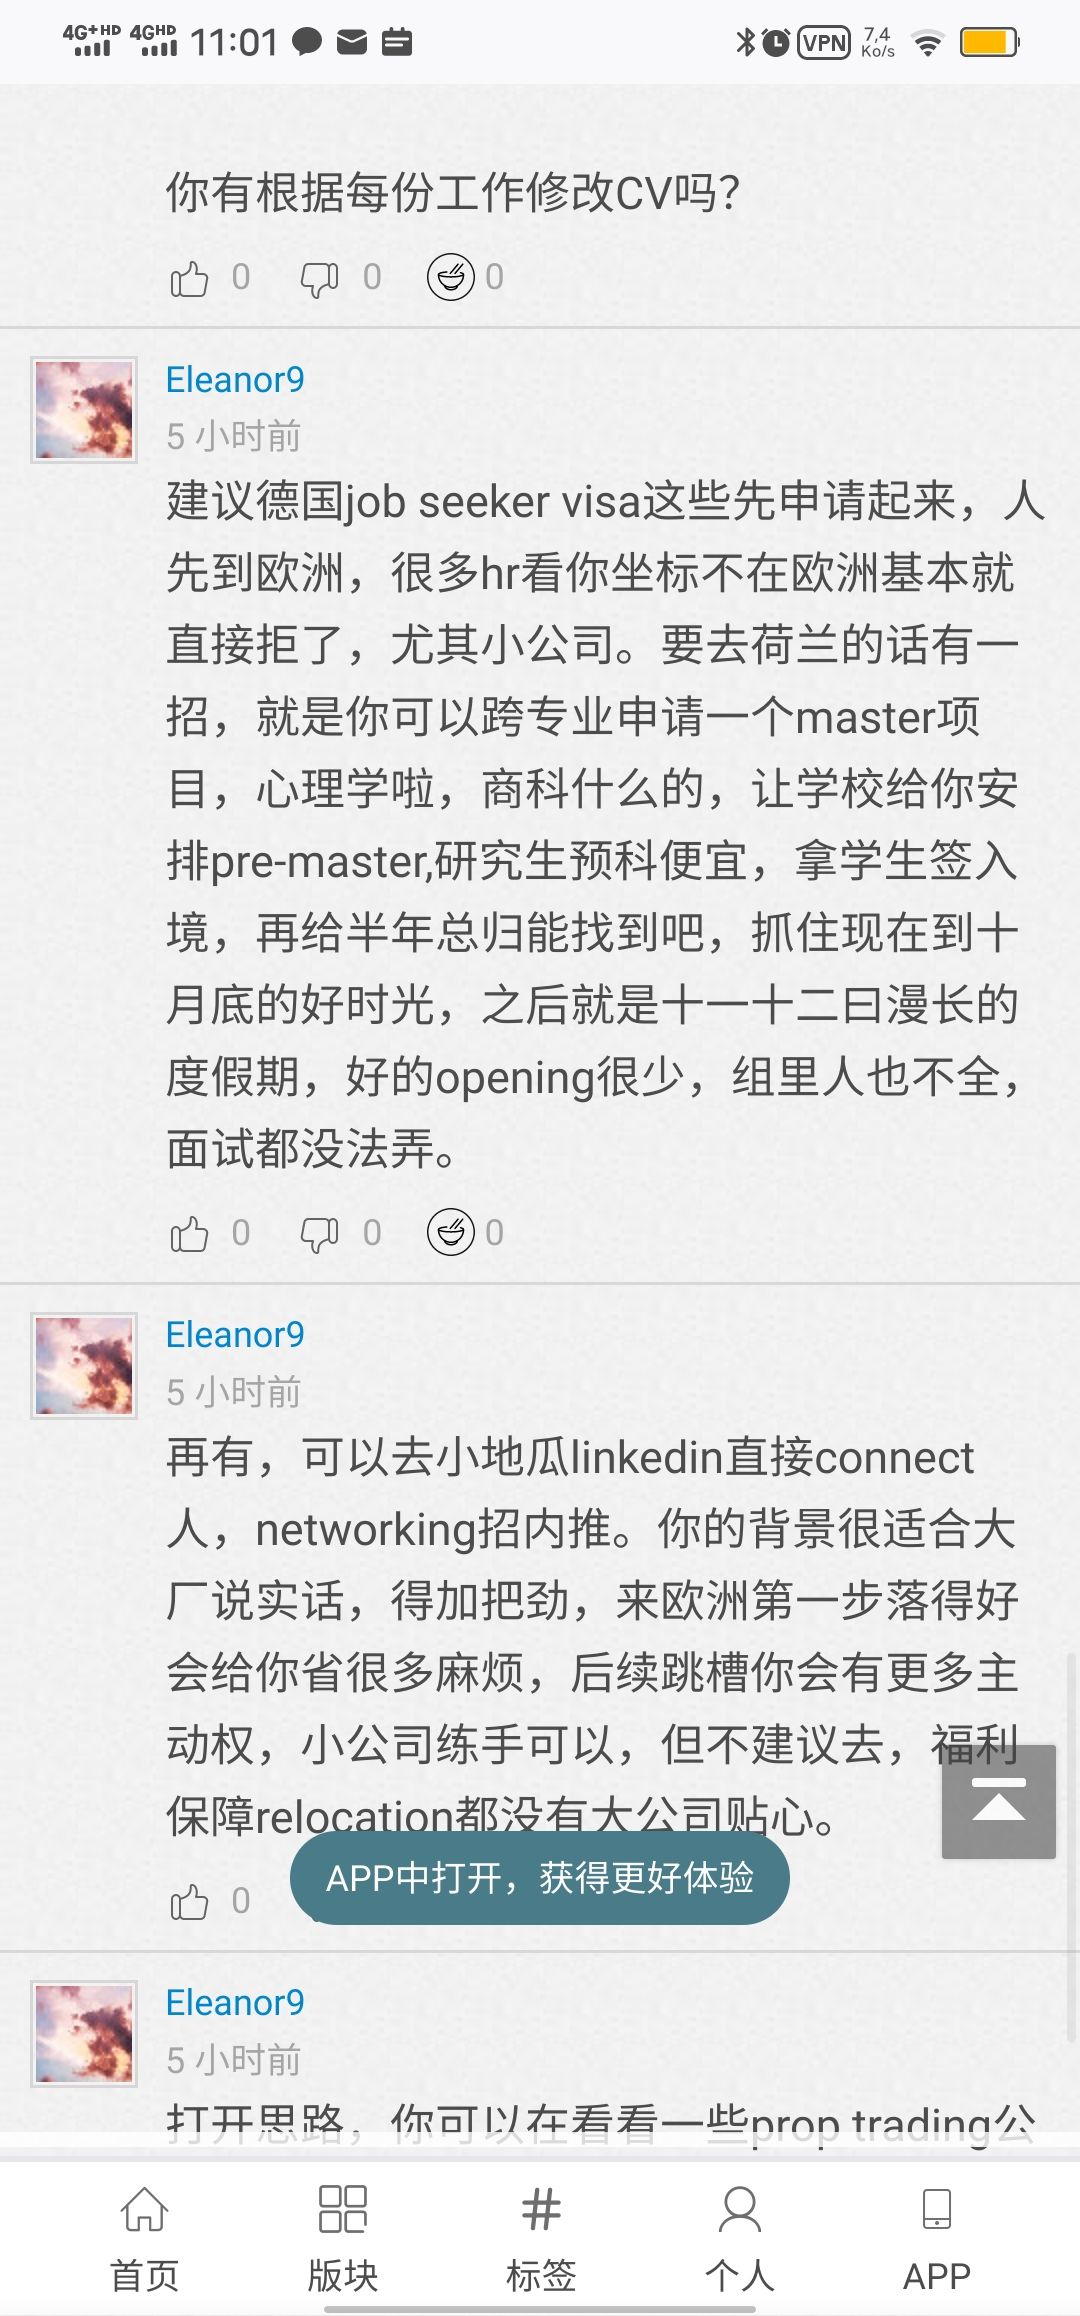 4G+HD 4GHD 11:01 VPN 7,4 Ko/s
你有根据每份工作修改CV吗？
0 0 0
Eleanor9
5 小时前
建议德国job seeker visa这些先申请起来，人
先到欧洲，很多hr看你坐标不在欧洲基本就
直接拒了，尤其小公司。要去荷兰的话有一
招，就是你可以跨专业申请一个master项
目，心理学啦，商科什么的，让学校给你安
排pre-master,研究生预科便宜，拿学生签入
境，再给半年总归能找到吧，抓住现在到十
月底的好时光，之后就是十一十二曰漫长的
度假期，好的opening很少，组里人也不全，
面试都没法弄。
0 0 0
Eleanor9
5 小时前
再有，可以去小地瓜linkedin直接connect
人，networking招内推。你的背景很适合大
厂说实话，得加把劲，来欧洲第一步落得好
会给你省很多麻烦，后续跳槽你会有更多主
动权，小公司练手可以，但不建议去，福利
保障relocation都没有大公司贴心。
APP中打开，获得更好体验
0
Eleanor9
5 小时前
打开思路，你可以在看看一些prop trading公
首页 版块 标签 个人 APP